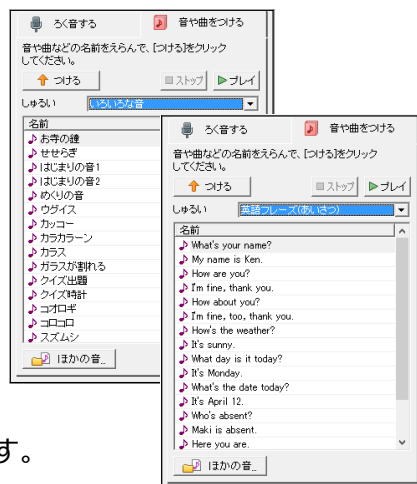 ろく音する
音や曲をつける
音や曲などの名前をえらんで、[つける]をクリック
してください。
つける
ストップ
プレイ
しゅるい
いろいろな音
名前
お寺の鐘
せせらぎ
はじまりの音1
はじまりの音2
めくりの音
ウグイス
カッコー
カラカラーン
カラス
ガラスが割れる
クイズ出題
クイズ時計
コオロギ
コロコロ
スズムシ
ほかの音_
ろく音する
音や曲をつける
音や曲などの名前をえらんで、[つける]をクリック
してください。
つける
ストップ
プレイ
しゅるい
英語フレーズ(あいさつ)
名前
What's your name?
My name is Ken.
How are you?
I'm fine, thank you.
How about you?
I'm fine, too, thank you.
How's the weather?
It's sunny.
What day is it today?
It's Monday.
What's the date today?
It's April 12.
Who's absent?
Maki is absent.
Here you are.
ほかの音_
す。